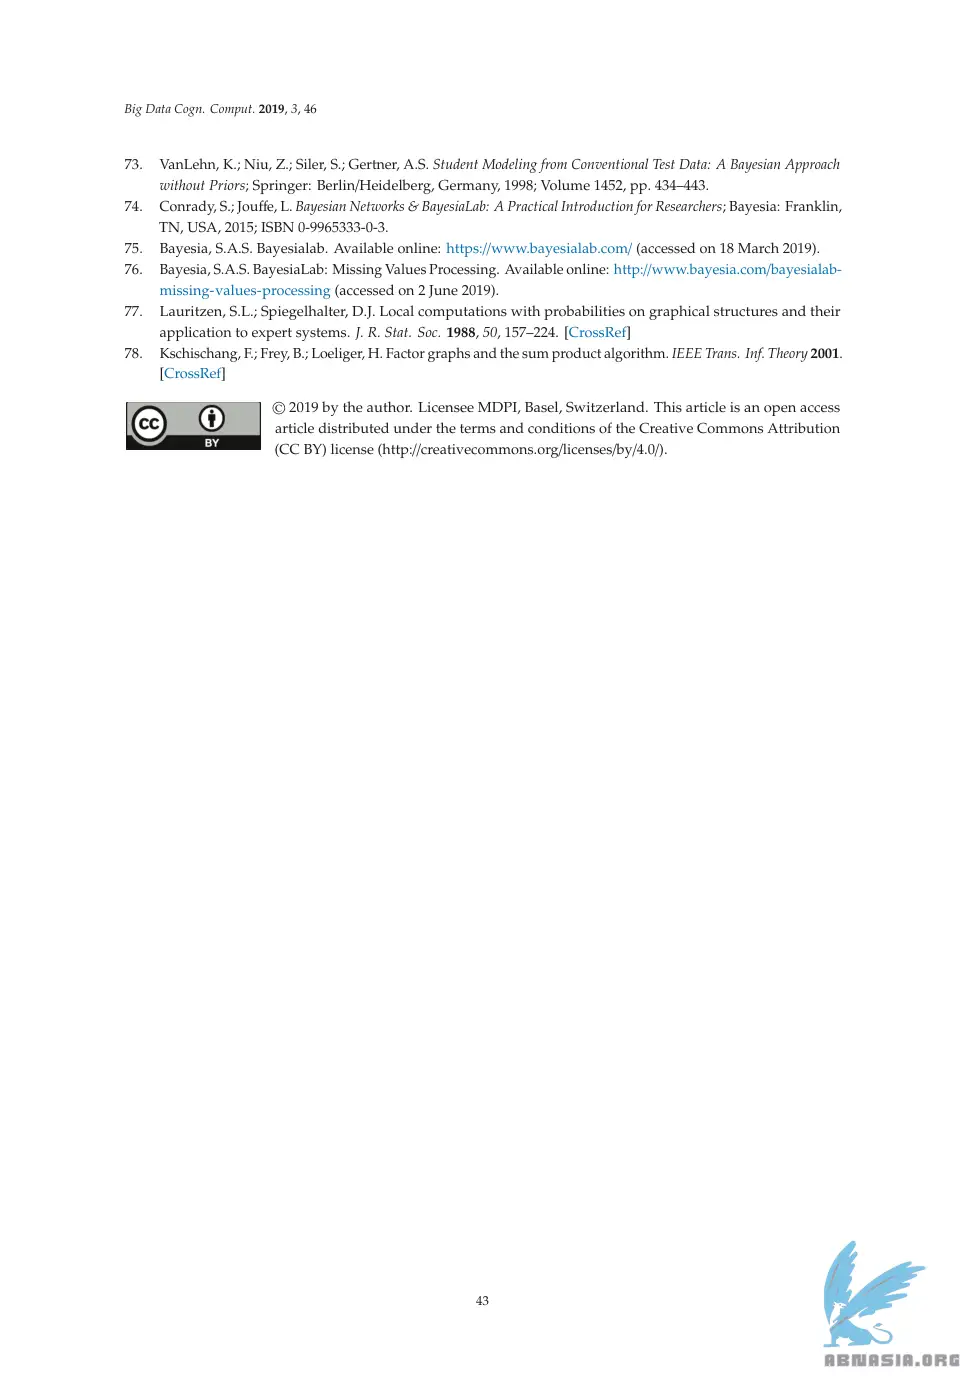 Big Data Cogn. Comput. 2019, 3, 46
73. VanLehn, K.; Niu, Z.; Siler, S.; Gertner, A.S. Student Modeling from Conventional Test Data: A Bayesian Approach
without Priors; Springer: Berlin/Heidelberg, Germany, 1998; Volume 1452, pp. 434–443.
74. Conrady, S.; Jouffe, L. Bayesian Networks & BayesiaLab: A Practical Introduction for Researchers; Bayesia: Franklin,
TN, USA, 2015; ISBN 0-9965333-0-3.
75. Bayesia, S.A.S. Bayesialab. Available online: https://www.bayesialab.com/ (accessed on 18 March 2019).
76. Bayesia, S.A.S. BayesiaLab: Missing Values Processing. Available online: http://www.bayesia.com/bayesialab-
missing-values-processing (accessed on 2 June 2019).
77. Lauritzen, S.L.; Spiegelhalter, D.J. Local computations with probabilities on graphical structures and their
application to expert systems. J. R. Stat. Soc. 1988, 50, 157–224. [CrossRef]
78. Kschischang, F.; Frey, B.; Loeliger, H. Factor graphs and the sum product algorithm. IEEE Trans. Inf. Theory 2001.
[CrossRef]
© 2019 by the author. Licensee MDPI, Basel, Switzerland. This article is an open access
article distributed under the terms and conditions of the Creative Commons Attribution
(CC BY) license (http://creativecommons.org/licenses/by/4.0/).
CC
BY
43
ABNASIA.ORG